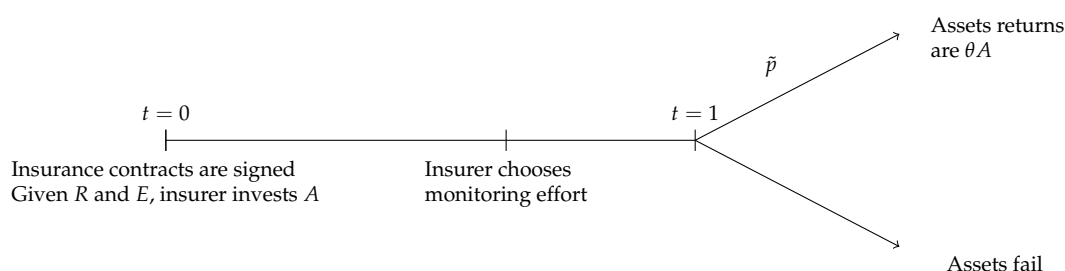 Assets returns
are θA
p̃
t = 0
t = 1
Insurance contracts are signed
Given R and E, insurer invests A
Insurer chooses
monitoring effort
Assets fail